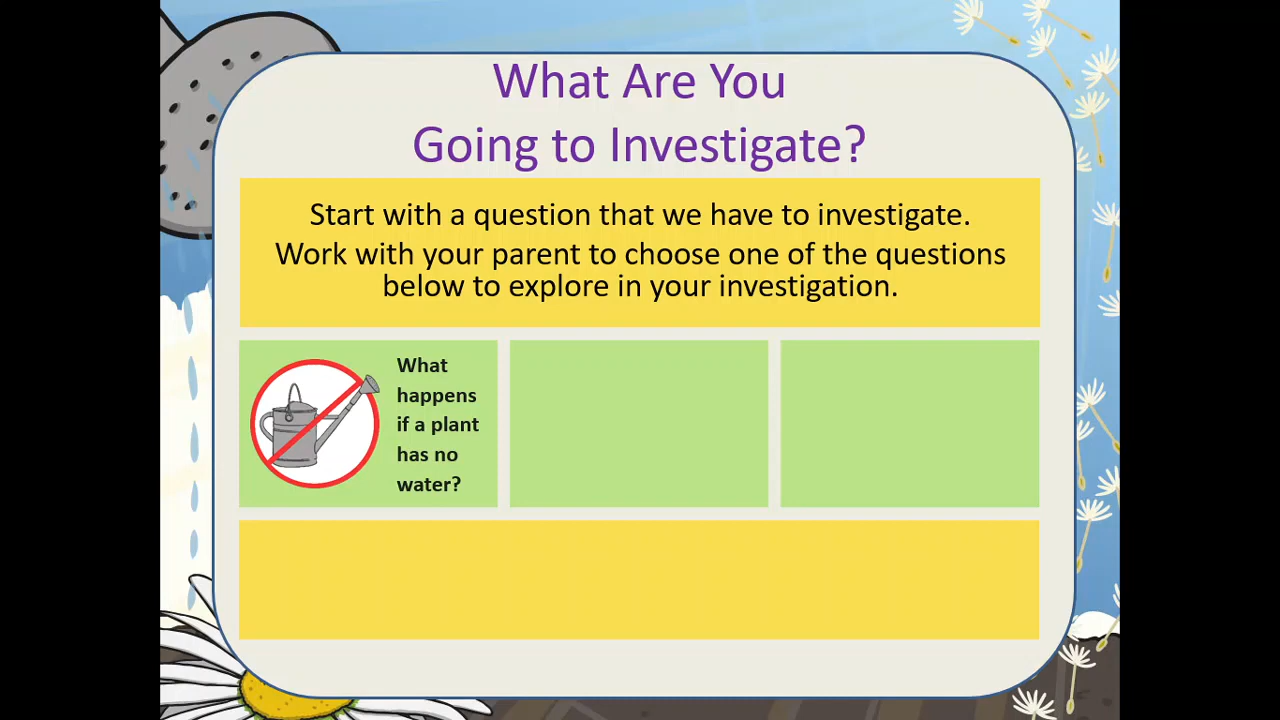 What Are You
Going to Investigate?
Start with a question that we have to investigate.
Work with your parent to choose one of the questions
below to explore in your investigation.
What
happens
if a plant
has no
water?